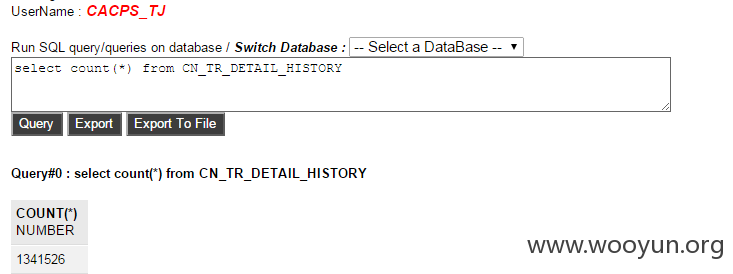 UserName : CACPS_TJ
Run SQL query/queries on database / Switch Database : -- Select a DataBase --
select count(*) from CN_TR_DETAIL_HISTORY
Query Export Export To File
Query#0 : select count(*) from CN_TR_DETAIL_HISTORY
COUNT(*)
NUMBER
1341526
www.wooyun.org